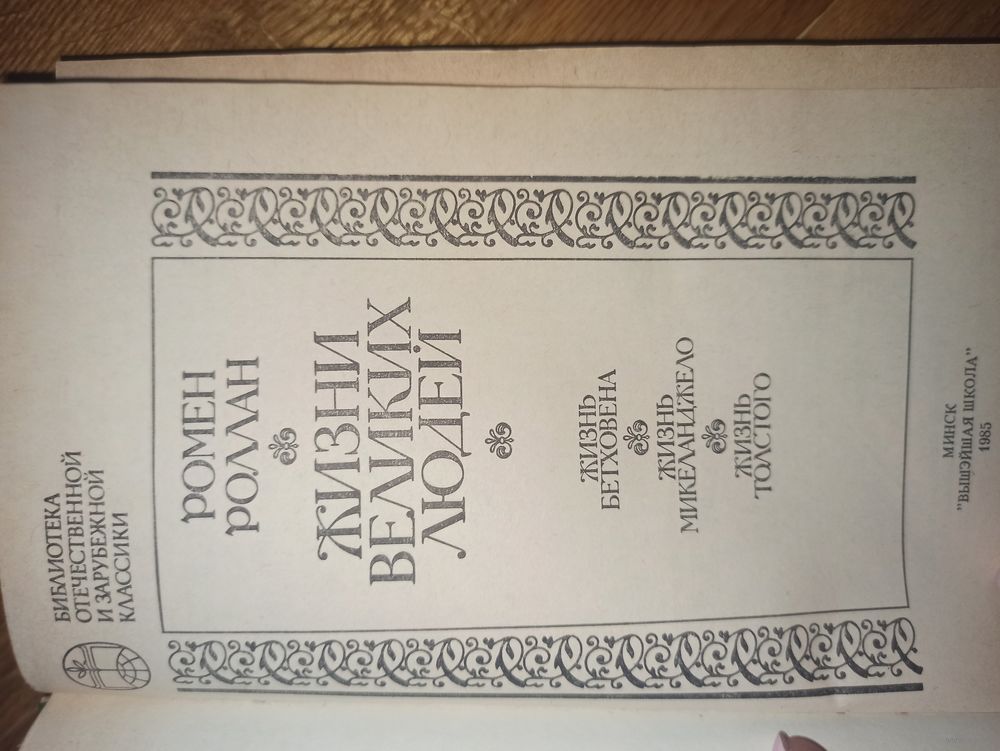 БИБЛИОТЕКА
ОТЕЧЕСТВЕННОЙ
И ЗАРУБЕЖНОЙ
КЛАССИКИ
РОМЕН
РОЛЛАН
ЖИЗНИ
ВЕЛИКИХ
ЛЮДЕЙ
ЖИЗНЬ
БЕТХОВЕНА
ЖИЗНЬ
МИКЕЛАНДЖЕЛО
ЖИЗНЬ
ТОЛСТОГО
МИНСК
"ВЫШЭЙШАЯ ШКОЛА"
1985